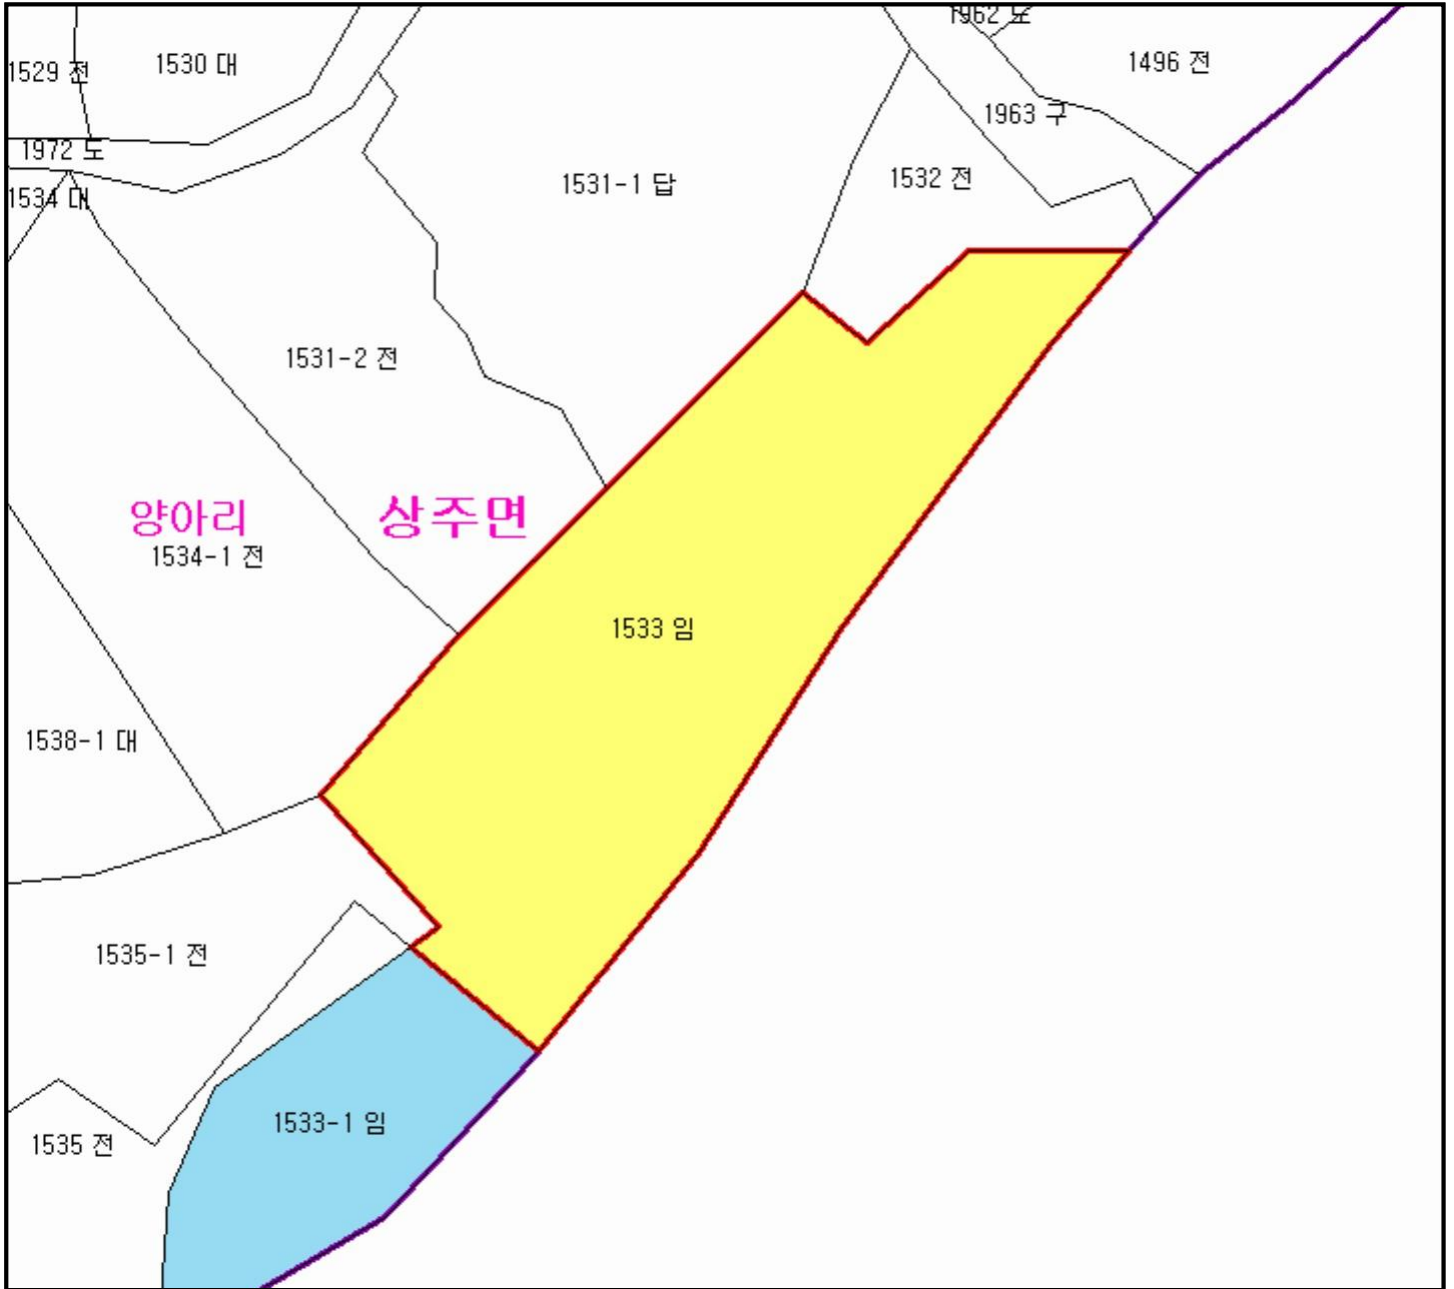 1962 도
1529 전
1530 대
1496 전
1963 구
1972 도
1531-1 답
1532 전
1534 대
1531-2 전
양아리
상주면
1534-1 전
1533 임
1538-1 대
1535-1 전
1533-1 임
1535 전